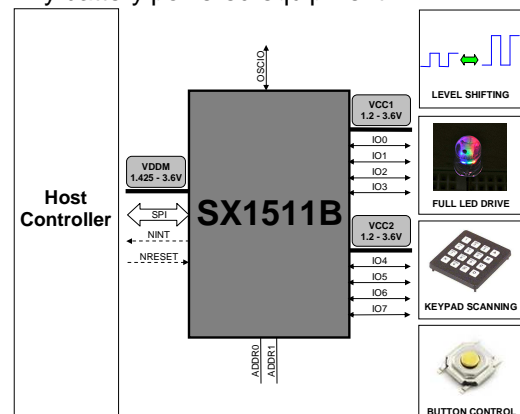 OSCIO
Host
Controller
VDDM
1.425 - 3.6V
SPI
NINT
NRESET
SX1511B
VCC1
1.2 - 3.6V
IO0
IO1
IO2
IO3
VCC2
1.2 - 3.6V
IO4
IO5
IO6
IO7
ADDR0
ADDR1
LEVEL SHIFTING
FULL LED DRIVE
KEYPAD SCANNING
BUTTON CONTROL